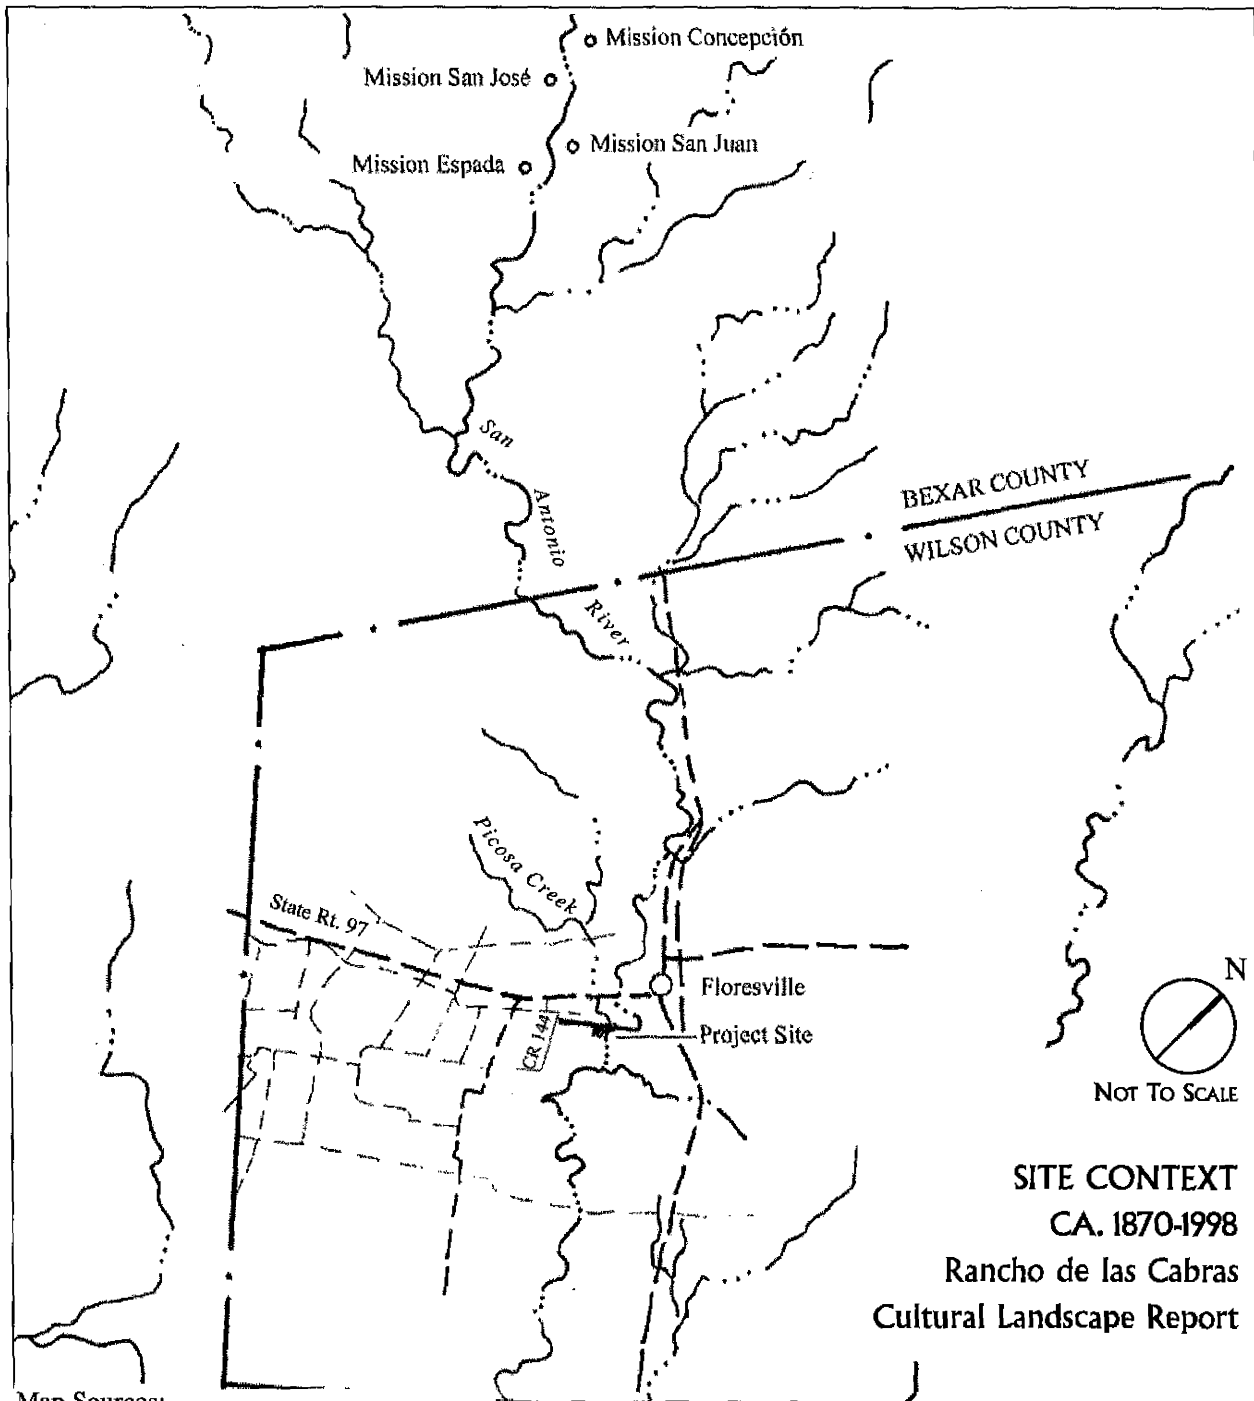 Mission Concepción
Mission San José
Mission San Juan
Mission Espada
San
Antonio
River
BEXAR COUNTY
WILSON COUNTY
Picosa Creek
State Rt. 97
Floresville
CR 144
Project Site
N
NOT TO SCALE
SITE CONTEXT
CA. 1870-1998
Rancho de las Cabras
Cultural Landscape Report
Map Sources: